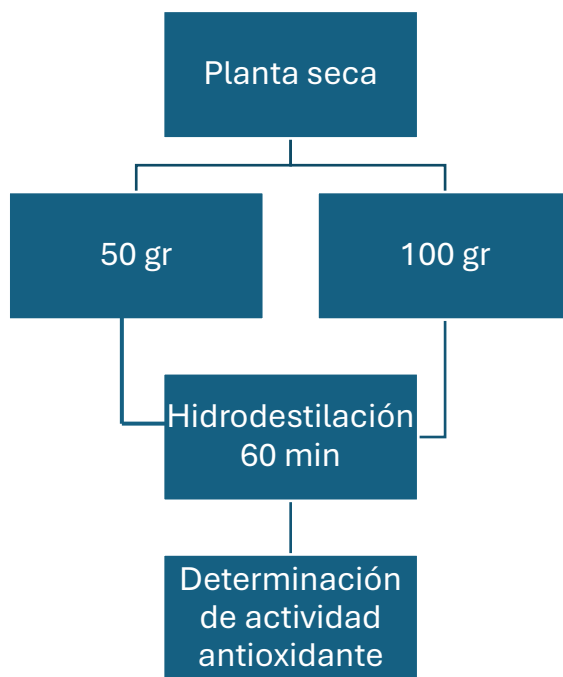 Planta seca
50 gr
100 gr
Hidrodestilación
60 min
Determinación
de actividad
antioxidante